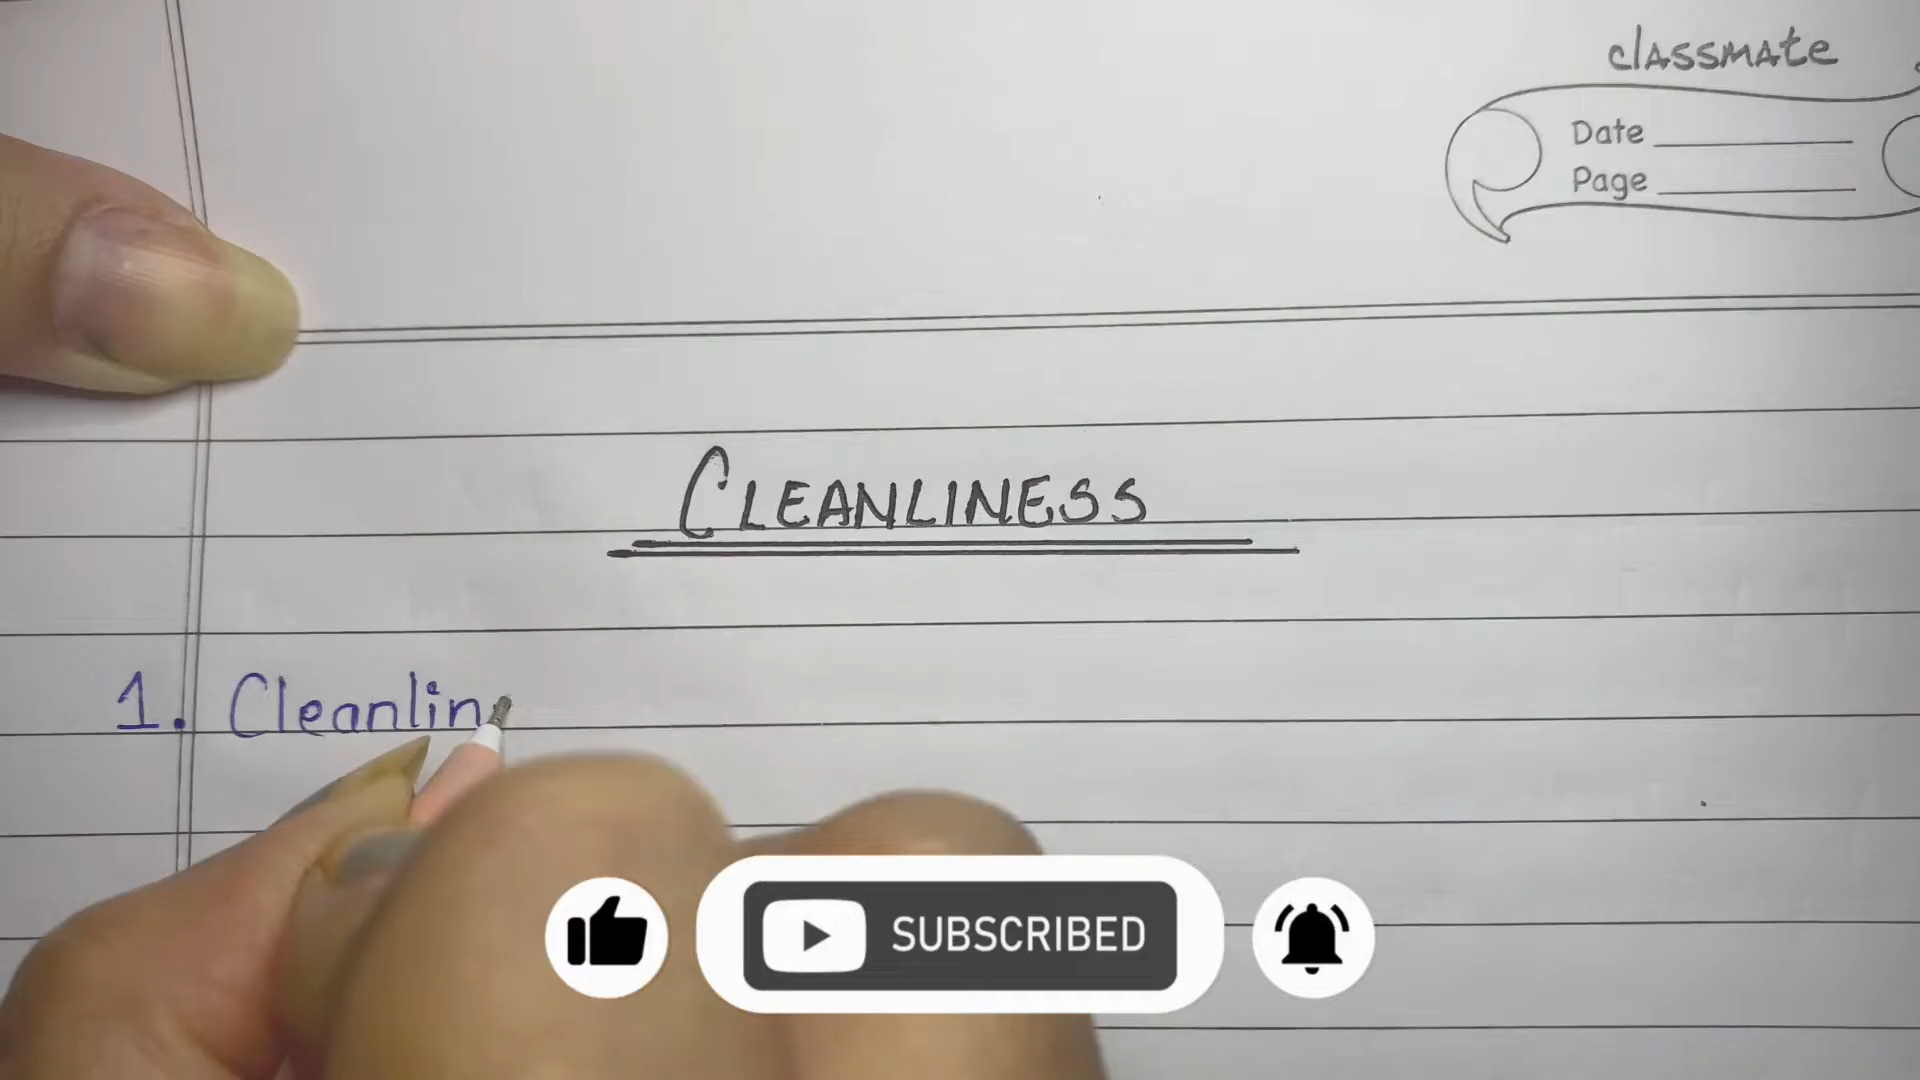 classmate
Date
Page
CLEANLINESS
1. Cleanlin
SUBSCRIBED